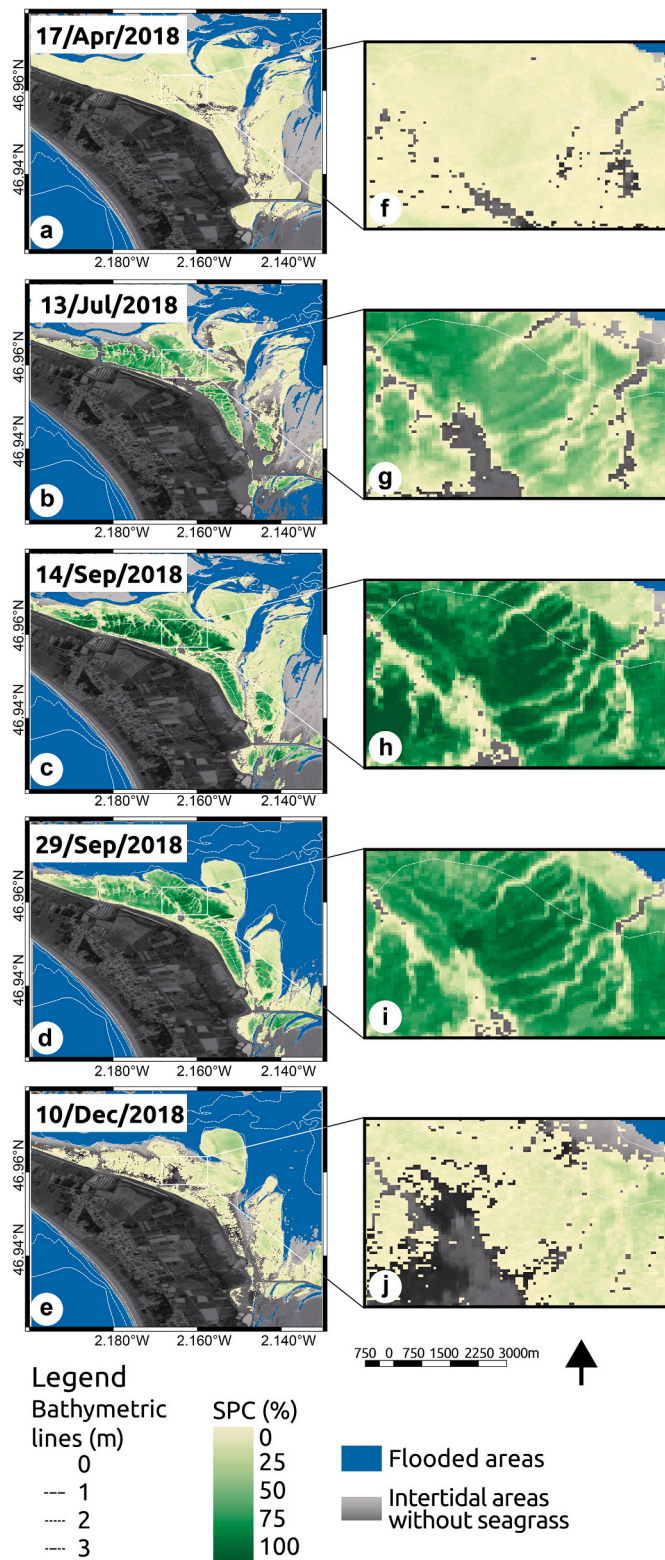 17/Apr/2018
46.96°N
46.94°N
a
2.180°W 2.160°W 2.140°W
f
13/Jul/2018
46.96°N
46.94°N
b
2.180°W 2.160°W 2.140°W
g
14/Sep/2018
46.96°N
46.94°N
c
2.180°W 2.160°W 2.140°W
h
29/Sep/2018
46.96°N
46.94°N
d
2.180°W 2.160°W 2.140°W
i
10/Dec/2018
46.96°N
46.94°N
e
2.180°W 2.160°W 2.140°W
j
750 0 750 1500 2250 3000m
Legend
Bathymetric
lines (m)
0
1
2
3
SPC (%)
0
25
50
75
100
Flooded areas
Intertidal areas
without seagrass